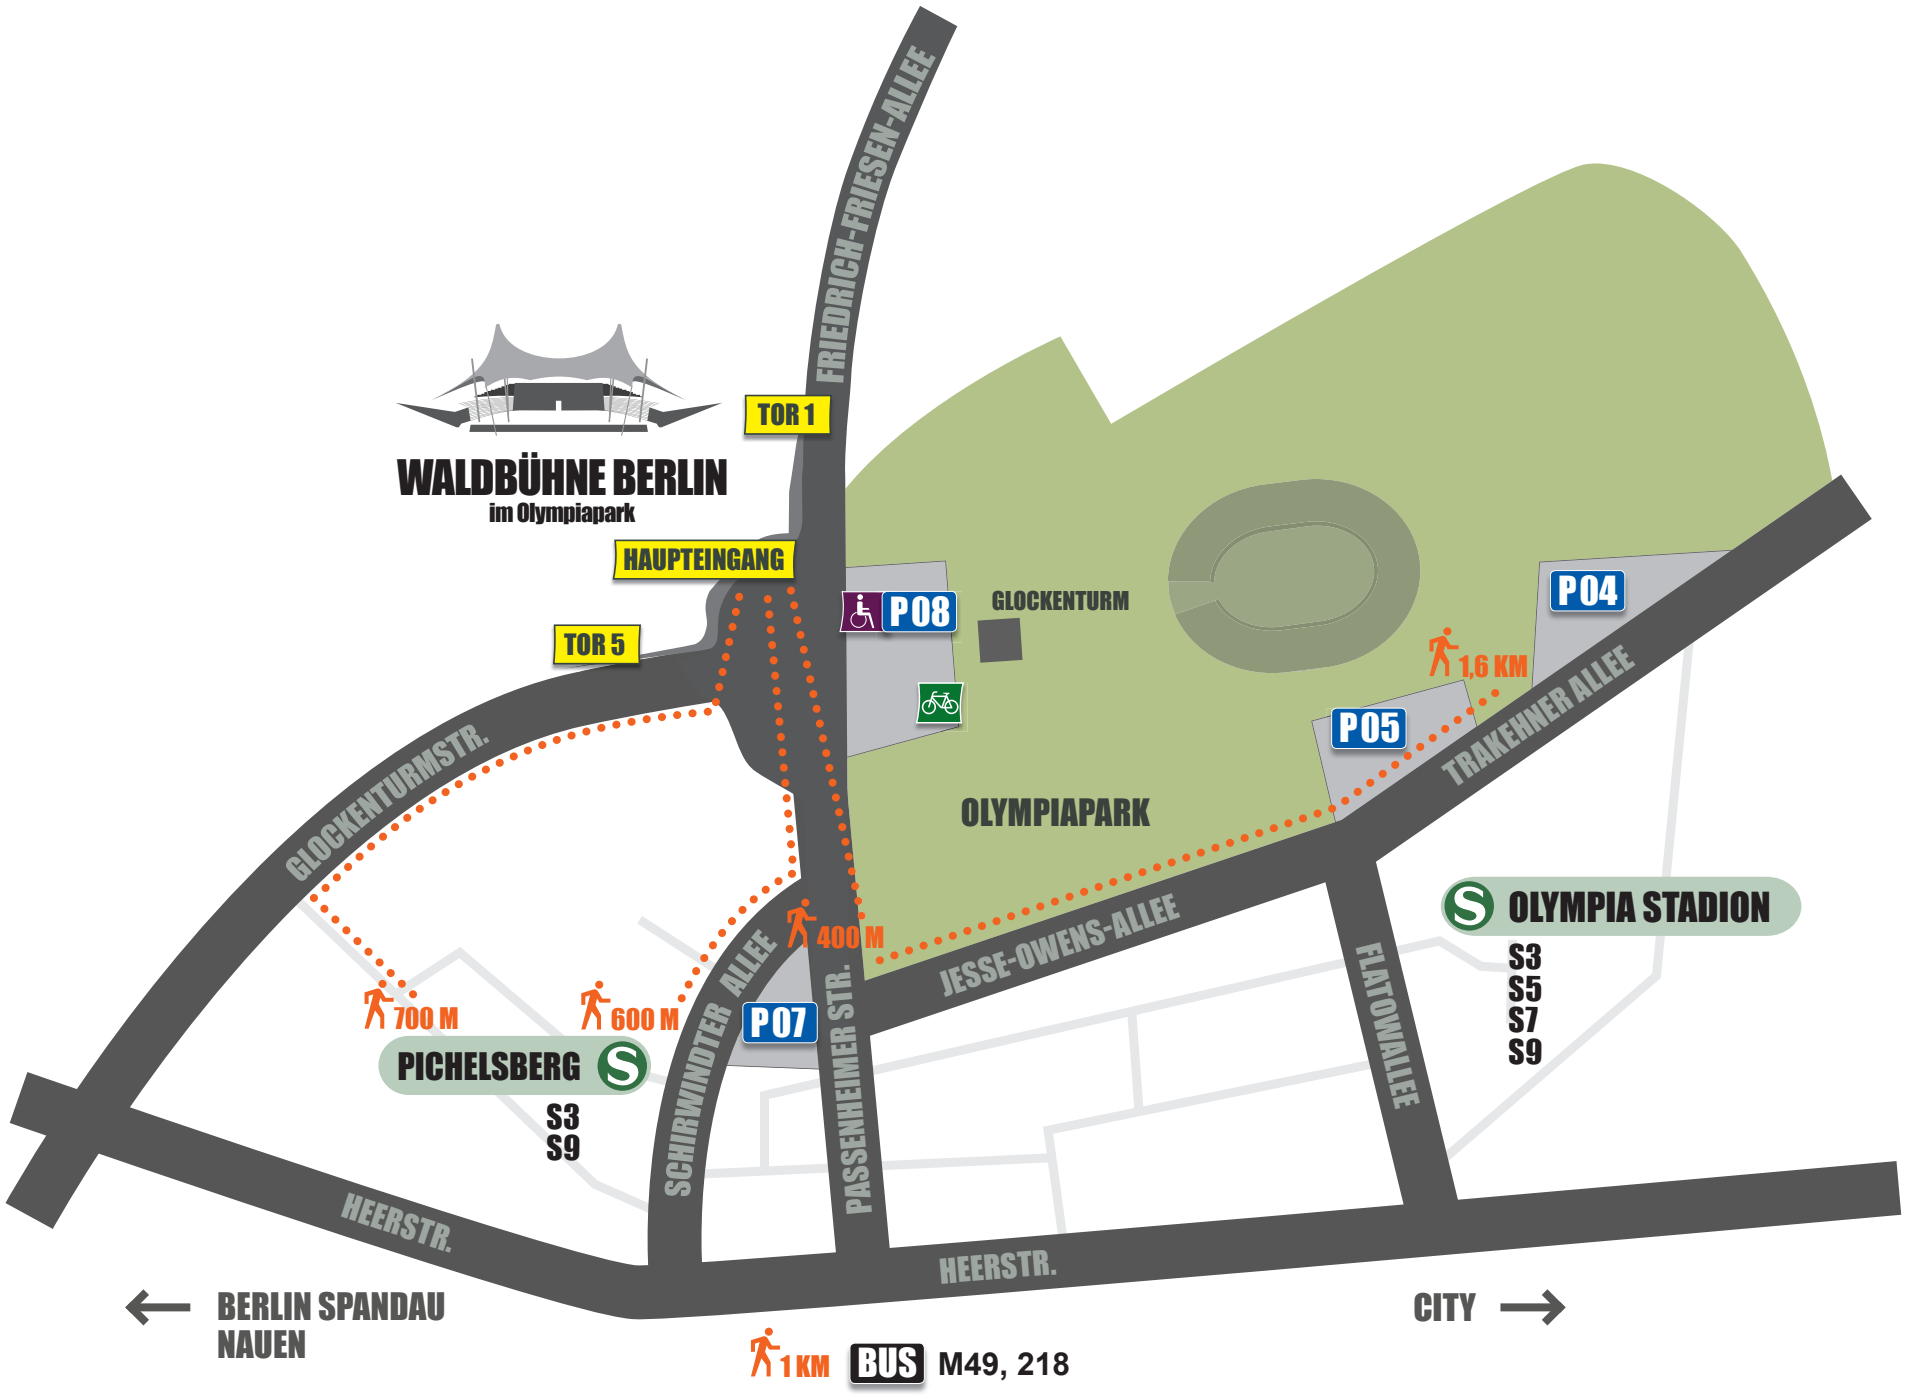 FRIEDRICH-FRIESEN-ALLEE
TOR 1
WALDBÜHNE BERLIN
im Olympiapark
HAUPTEINGANG
TOR 5
P08
GLOCKENTURM
P04
1,6 KM
P05
TRAKEHNER ALLEE
GLOCKENTURMSTR.
OLYMPIAPARK
400 M
JESSE-OWENS-ALLEE
S OLYMPIA STADION
S3
S5
S7
S9
FLATOWALLEE
700 M
600 M
P07
PICHELSBERG S
S3
S9
SCHIRWINDTER ALLEE
PASSENHEIMER STR.
HEERSTR.
HEERSTR.
BERLIN SPANDAU
NAUEN
CITY
1 KM BUS M49, 218